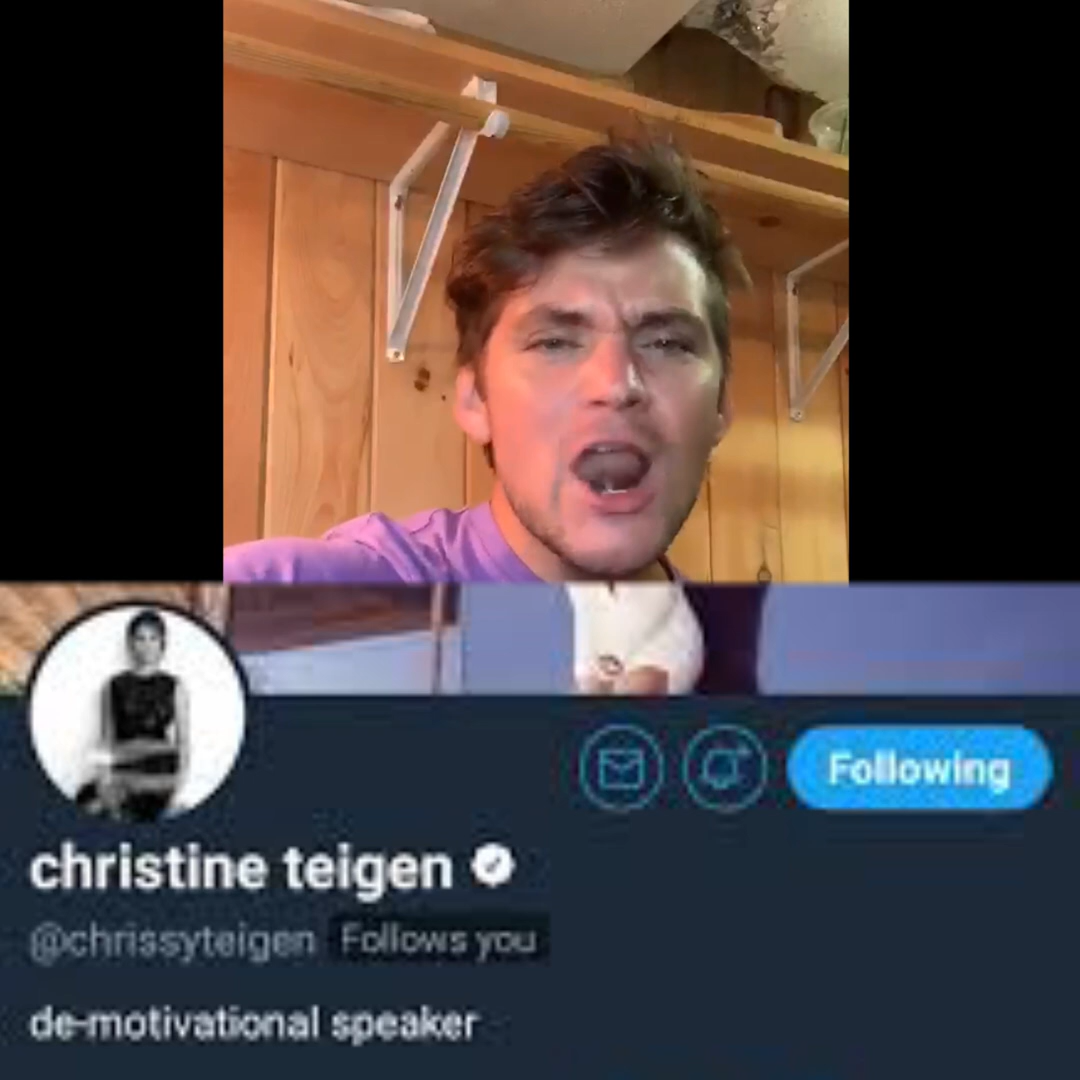 Following
christine teigen
@chrissyteigen Follows you
de-motivational speaker